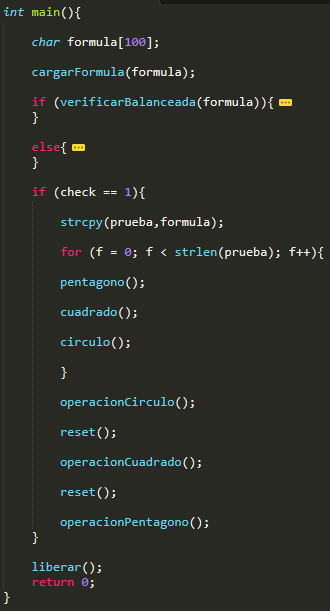 int main(){
char formula[100];
cargarFormula(formula);
if (verificarBalanceada(formula)){
}
else{
}
if (check == 1){
strcpy(prueba,formula);
for (f = 0; f < strlen(prueba); f++){
pentagono();
cuadrado();
circulo();
}
operacionCirculo();
reset();
operacionCuadrado();
reset();
operacionPentagono();
}
liberar();
return 0;
}